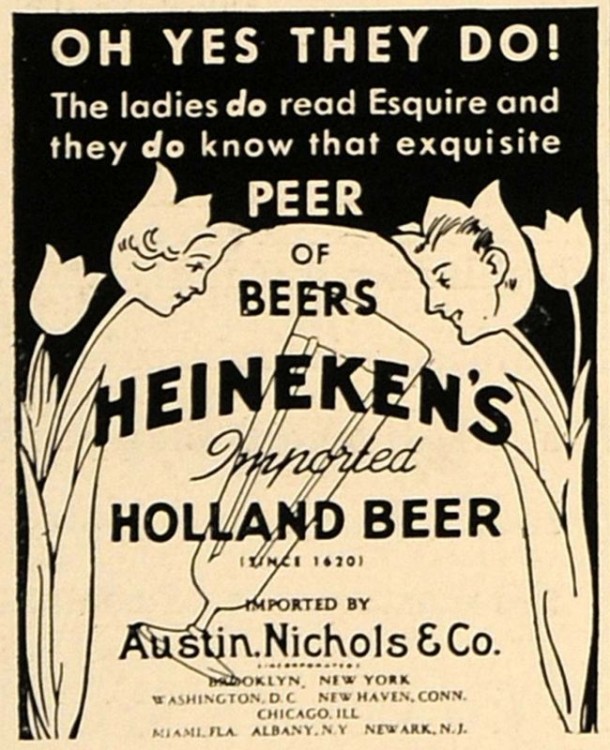 OH YES THEY DO!
The ladies do read Esquire and
they do know that exquisite
PEER
OF
BEERS
HEINEKEN'S
Imported
HOLLAND BEER
(SINCE 1620)
IMPORTED BY
Austin, Nichols & Co.
INCORPORATED
BROOKLYN, NEW YORK
WASHINGTON, D.C NEW HAVEN, CONN.
CHICAGO, ILL
MIAMI, FLA. ALBANY, N.Y NEWARK, N.J.